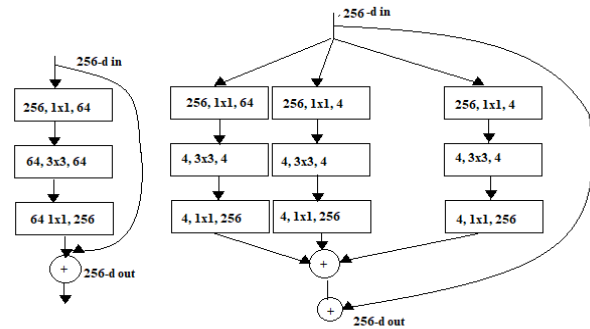 256-d in
256, 1x1, 64
64, 3x3, 64
64 1x1, 256
+
256-d out
. 256-d in
256, 1x1, 64
256, 1x1, 4
256, 1x1, 4
4, 3x3, 4
4, 3x3, 4
4, 3x3, 4
4, 1x1, 256
4, 1x1, 256
4, 1x1, 256
+
+
256-d out